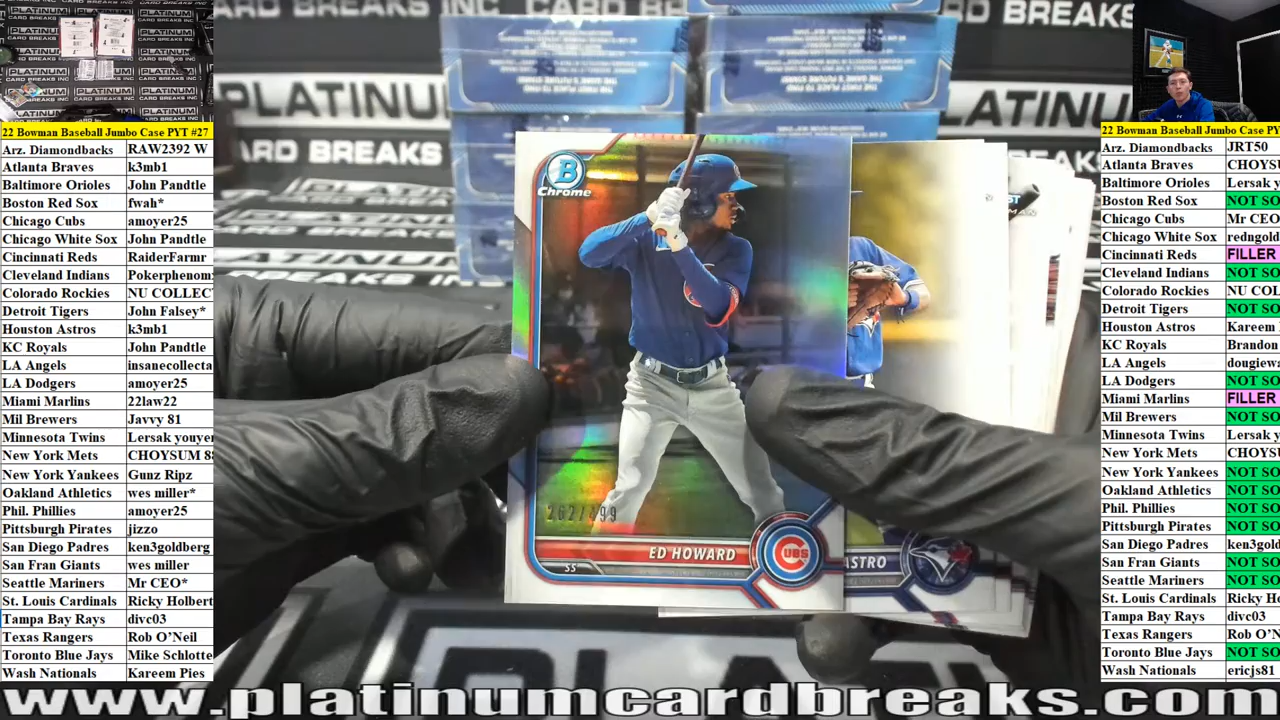 22 Bowman Baseball Jumbo Case PYT #27
Arz. Diamondbacks RAW2392 W
Atlanta Braves k3mb1
Baltimore Orioles John Pandtle
Boston Red Sox fwah*
Chicago Cubs amoyer25
Chicago White Sox John Pandtle
Cincinnati Reds RaiderFarmr
Cleveland Indians Pokerphenom
Colorado Rockies NU COLLEC
Detroit Tigers John Falsey*
Houston Astros k3mb1
KC Royals John Pandtle
LA Angels insanecollecta
LA Dodgers amoyer25
Miami Marlins 22law22
Mil Brewers Javvy 81
Minnesota Twins Lersak youye
New York Mets CHOYSUM 88
New York Yankees Gunz Ripz
Oakland Athletics wes miller*
Phil. Phillies amoyer25
Pittsburgh Pirates jizzo
San Diego Padres ken3goldberg
San Fran Giants wes miller
Seattle Mariners Mr CEO*
St. Louis Cardinals Ricky Holbert
Tampa Bay Rays divc03
Texas Rangers Rob O'Neil
Toronto Blue Jays Mike Schlotte
Wash Nationals Kareem Pies
PLATINUM
CARD BREAKS INC
B
Chrome
262/499
ED HOWARD
SS
CUBS
ASTRO
22 Bowman Baseball Jumbo Case PY
Arz. Diamondbacks JRT50
Atlanta Braves CHOYS
Baltimore Orioles Lersak y
Boston Red Sox NOT SO
Chicago Cubs Mr CEO
Chicago White Sox redngold
Cincinnati Reds FILLER
Cleveland Indians NOT SO
Colorado Rockies NU COL
Detroit Tigers NOT SO
Houston Astros Kareem
KC Royals Brandon
LA Angels dougiewa
LA Dodgers NOT SO
Miami Marlins FILLER
Mil Brewers NOT SO
Minnesota Twins Lersak y
New York Mets CHOYSU
New York Yankees NOT SO
Oakland Athletics NOT SO
Phil. Phillies NOT SO
Pittsburgh Pirates NOT SO
San Diego Padres ken3gold
San Fran Giants NOT SO
Seattle Mariners NOT SO
St. Louis Cardinals Ricky Ho
Tampa Bay Rays divc03
Texas Rangers Rob O'
Toronto Blue Jays NOT SO
Wash Nationals ericjs81
www.platinumcardbreaks.com